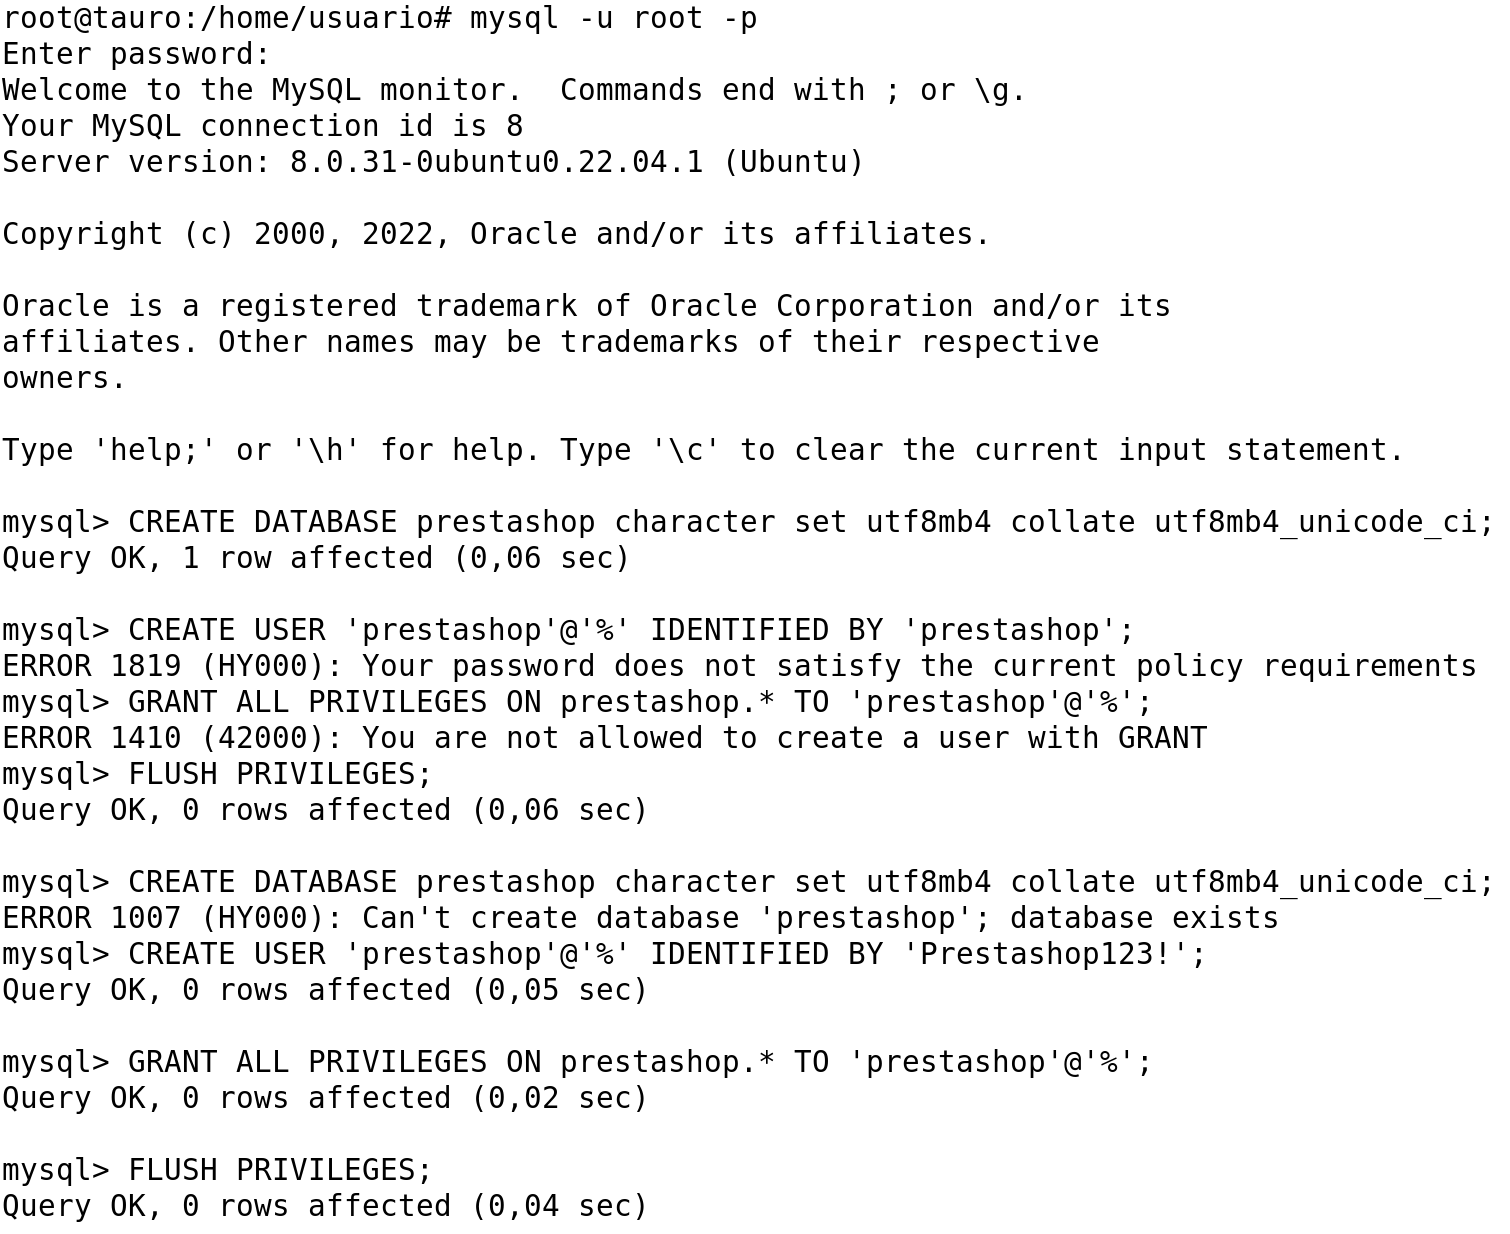 root@tauro:/home/usuario# mysql -u root -p
Enter password:
Welcome to the MySQL monitor.  Commands end with ; or \g.
Your MySQL connection id is 8
Server version: 8.0.31-0ubuntu0.22.04.1 (Ubuntu)

Copyright (c) 2000, 2022, Oracle and/or its affiliates.

Oracle is a registered trademark of Oracle Corporation and/or its
affiliates. Other names may be trademarks of their respective
owners.

Type 'help;' or '\h' for help. Type '\c' to clear the current input statement.

mysql> CREATE DATABASE prestashop character set utf8mb4 collate utf8mb4_unicode_ci;
Query OK, 1 row affected (0,06 sec)

mysql> CREATE USER 'prestashop'@'%' IDENTIFIED BY 'prestashop';
ERROR 1819 (HY000): Your password does not satisfy the current policy requirements
mysql> GRANT ALL PRIVILEGES ON prestashop.* TO 'prestashop'@'%';
ERROR 1410 (42000): You are not allowed to create a user with GRANT
mysql> FLUSH PRIVILEGES;
Query OK, 0 rows affected (0,06 sec)

mysql> CREATE DATABASE prestashop character set utf8mb4 collate utf8mb4_unicode_ci;
ERROR 1007 (HY000): Can't create database 'prestashop'; database exists
mysql> CREATE USER 'prestashop'@'%' IDENTIFIED BY 'Prestashop123!';
Query OK, 0 rows affected (0,05 sec)

mysql> GRANT ALL PRIVILEGES ON prestashop.* TO 'prestashop'@'%';
Query OK, 0 rows affected (0,02 sec)

mysql> FLUSH PRIVILEGES;
Query OK, 0 rows affected (0,04 sec)